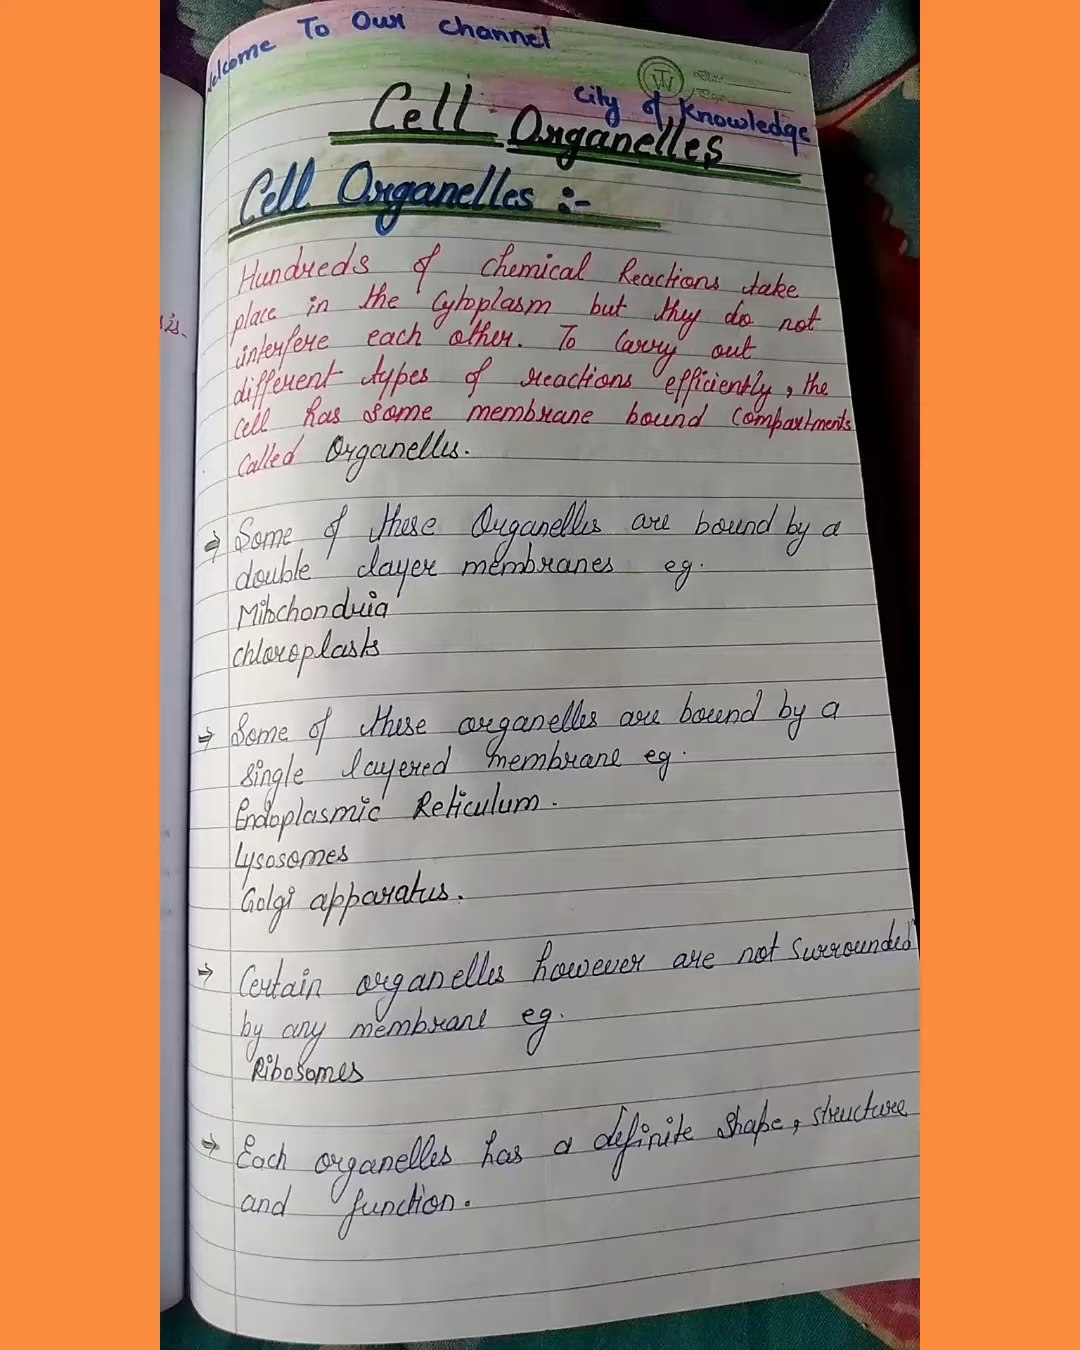 Welcome To Our Channel
City of Knowledge
Cell Organelles
Cell Organelles :-
Hundreds of chemical Reactions take
place in the Cytoplasm but they do not
interfere each other. To Carry out
different types of reactions efficiently, the
Cell has some membrane bound Compartments
Called Organelles.
⇒ Some of these Organelles are bound by a
double layer membranes eg.
Mitochondria
chloroplasts
⇒ Some of these organelles are bound by a
single layered membrane eg.
Endoplasmic Reticulum.
Lysosomes
Golgi apparatus.
⇒ Certain organelles however are not surrounded
by any membrane eg.
Ribosomes
⇒ Each organelles has a definite shape, structure
and function.